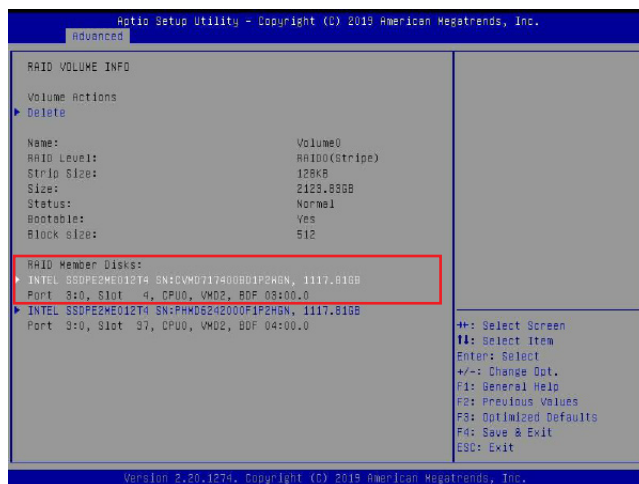 Aptio Setup Utility - Copyright (C) 2019 American Megatrends, Inc.
Advanced
RAID VOLUME INFO
Volume Actions
Delete
Name: Volume0
RAID Level: RAID0(Stripe)
Strip Size: 128KB
Size: 2123.83GB
Status: Normal
Bootable: Yes
Block size: 512
RAID Member Disks:
INTEL SSDPE2ME012T4 SN:CVMD7174008D1P2HGN, 1117.81GB
Port 3:0, Slot 4, CPU0, VMD2, BDF 03:00.0
INTEL SSDPE2ME012T4 SN:PHMD6242000F1P2HGN, 1117.81GB
Port 3:0, Slot 37, CPU0, VMD2, BDF 04:00.0
→←: Select Screen
↑↓: Select Item
Enter: Select
+/-: Change Opt.
F1: General Help
F2: Previous Values
F3: Optimized Defaults
F4: Save & Exit
ESC: Exit
Version 2.20.1274. Copyright (C) 2019 American Megatrends, Inc.